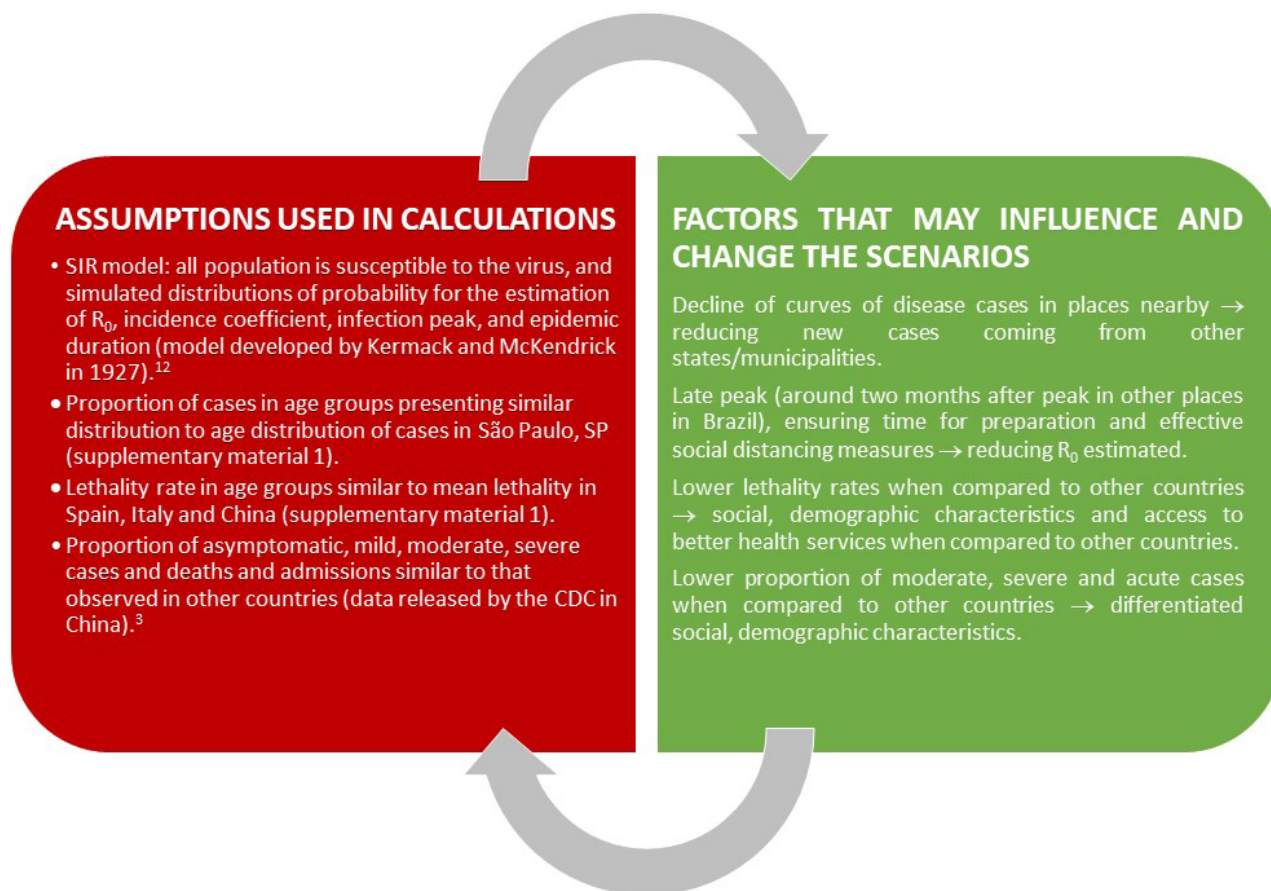 ASSUMPTIONS USED IN CALCULATIONS
• SIR model: all population is susceptible to the virus, and
simulated distributions of probability for the estimation
of R₀, incidence coefficient, infection peak, and epidemic
duration (model developed by Kermack and McKendrick
in 1927).¹²
• Proportion of cases in age groups presenting similar
distribution to age distribution of cases in São Paulo, SP
(supplementary material 1).
• Lethality rate in age groups similar to mean lethality in
Spain, Italy and China (supplementary material 1).
• Proportion of asymptomatic, mild, moderate, severe
cases and deaths and admissions similar to that
observed in other countries (data released by the CDC in
China).³
FACTORS THAT MAY INFLUENCE AND
CHANGE THE SCENARIOS
Decline of curves of disease cases in places nearby →
reducing new cases coming from other
states/municipalities.
Late peak (around two months after peak in other places
in Brazil), ensuring time for preparation and effective
social distancing measures → reducing R₀ estimated.
Lower lethality rates when compared to other countries
→ social, demographic characteristics and access to
better health services when compared to other countries.
Lower proportion of moderate, severe and acute cases
when compared to other countries → differentiated
social, demographic characteristics.